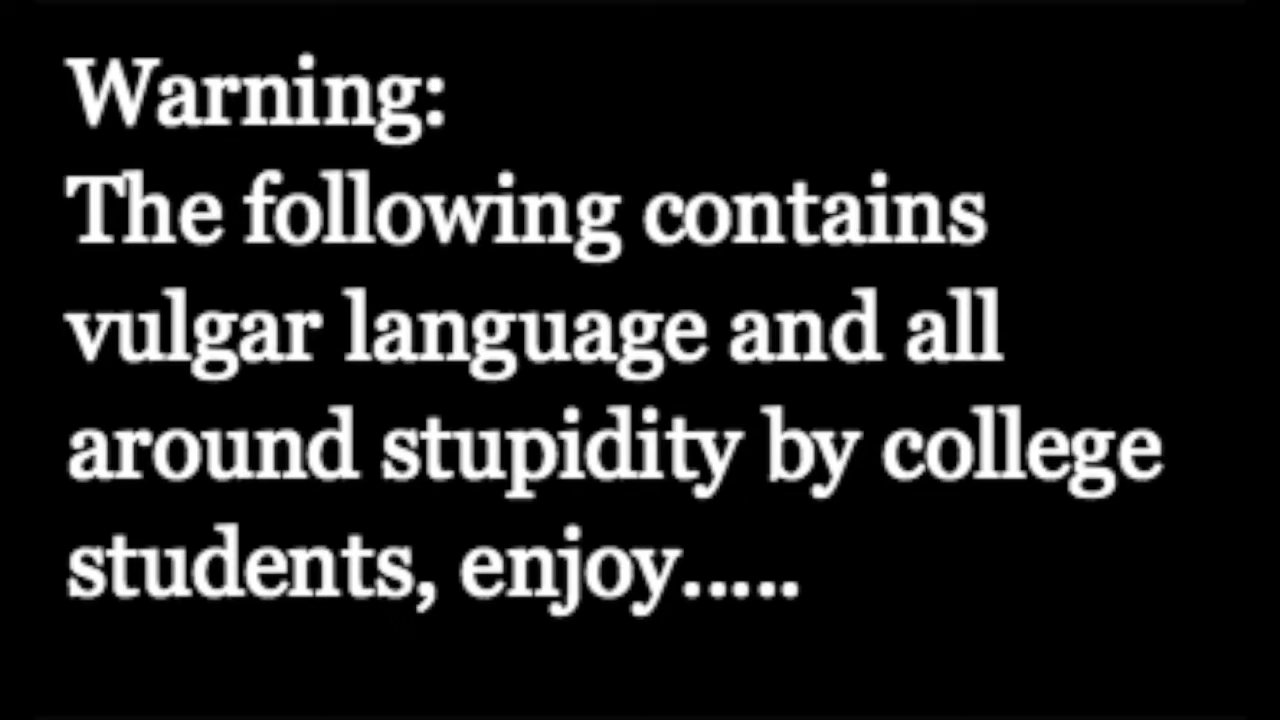 Warning:
The following contains
vulgar language and all
around stupidity by college
students, enjoy.....